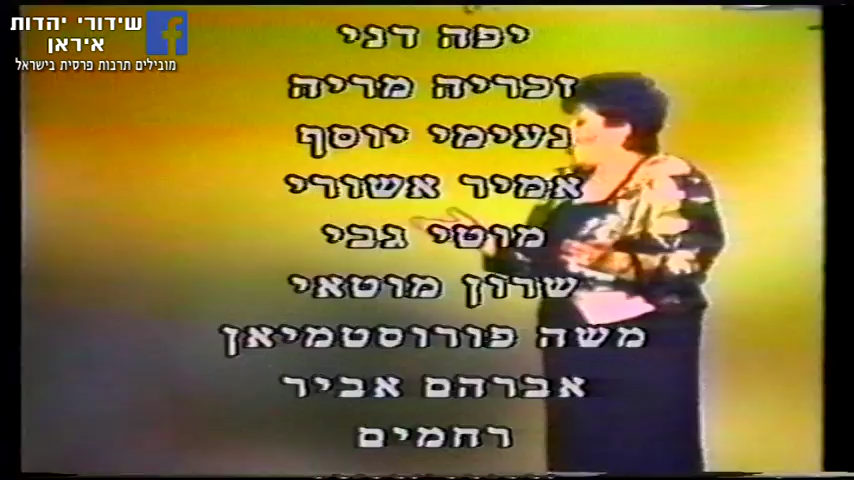 שידורי יהדות
איראן
מובילים תרבות פרסית בישראל
יפה דני
זכריה מריה
נעימי יוסף
אמיר אשורי
מוטי גבי
שרון מוטאי
משה פורוסטמיאן
אברהם אביר
רחמים